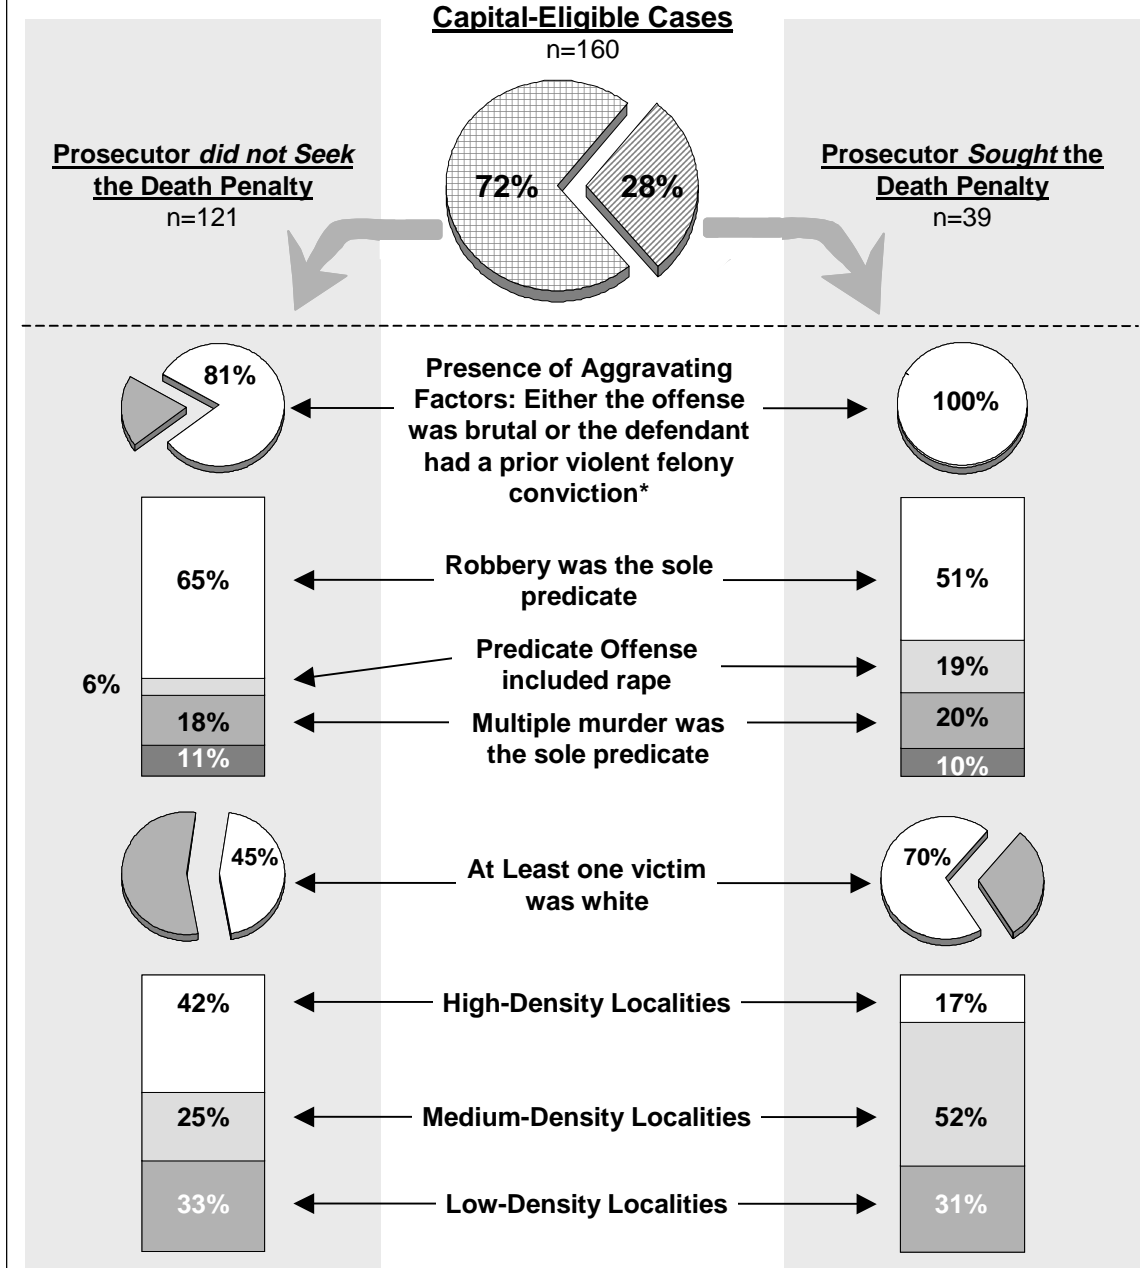 Capital-Eligible Cases
n=160
Prosecutor did not Seek
the Death Penalty
n=121
72%
28%
Prosecutor Sought the
Death Penalty
n=39
81%
Presence of Aggravating
Factors: Either the offense
was brutal or the defendant
had a prior violent felony
conviction*
100%
65%
Robbery was the sole
predicate
51%
6%
Predicate Offense
included rape
19%
18%
Multiple murder was
the sole predicate
20%
11%
10%
45%
At Least one victim
was white
70%
42%
High-Density Localities
17%
25%
Medium-Density Localities
52%
33%
Low-Density Localities
31%